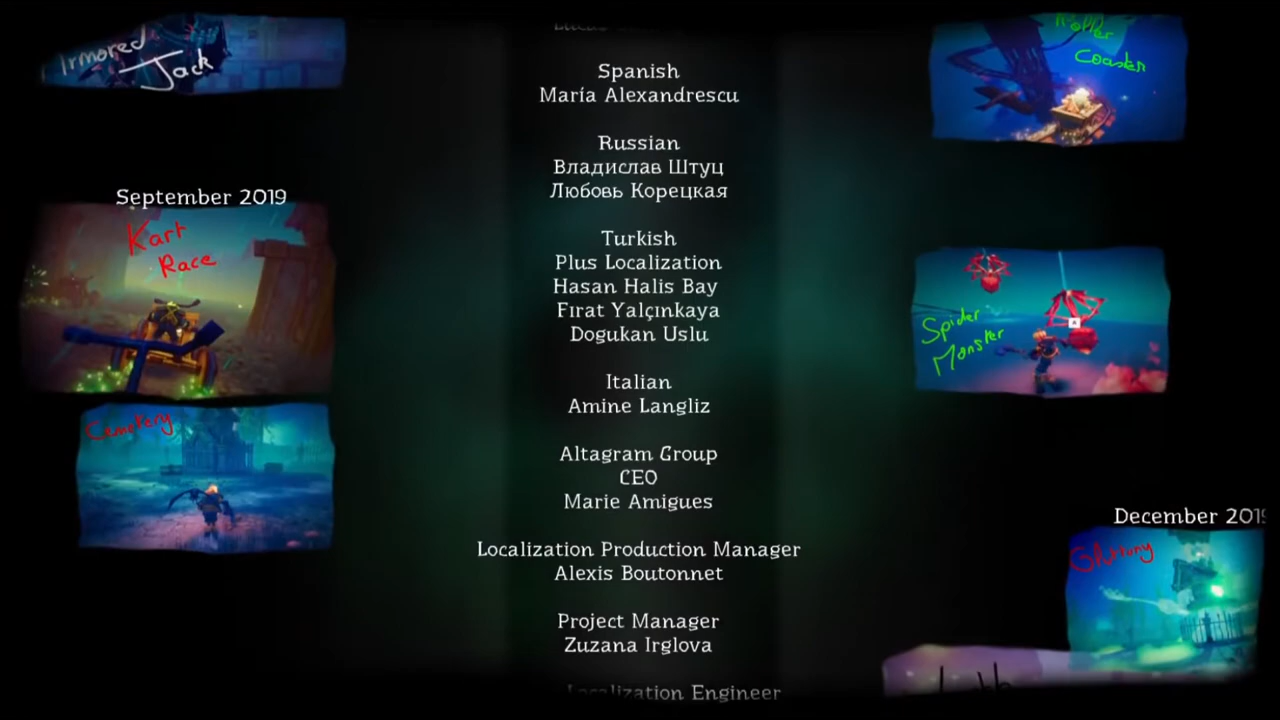 Armored
Jack
September 2019
Kart
Race
Cemetery
Spanish
María Alexandrescu
Russian
Владислав Штуц
Любовь Корецкая
Turkish
Plus Localization
Hasan Halis Bay
Fırat Yalçınkaya
Dogukan Uslu
Italian
Amine Langliz
Altagram Group
CEO
Marie Amigues
Localization Production Manager
Alexis Boutonnet
Project Manager
Zuzana Irglova
Localization Engineer
Roller
Coaster
Spider
Monster
December 2019
Gluttony